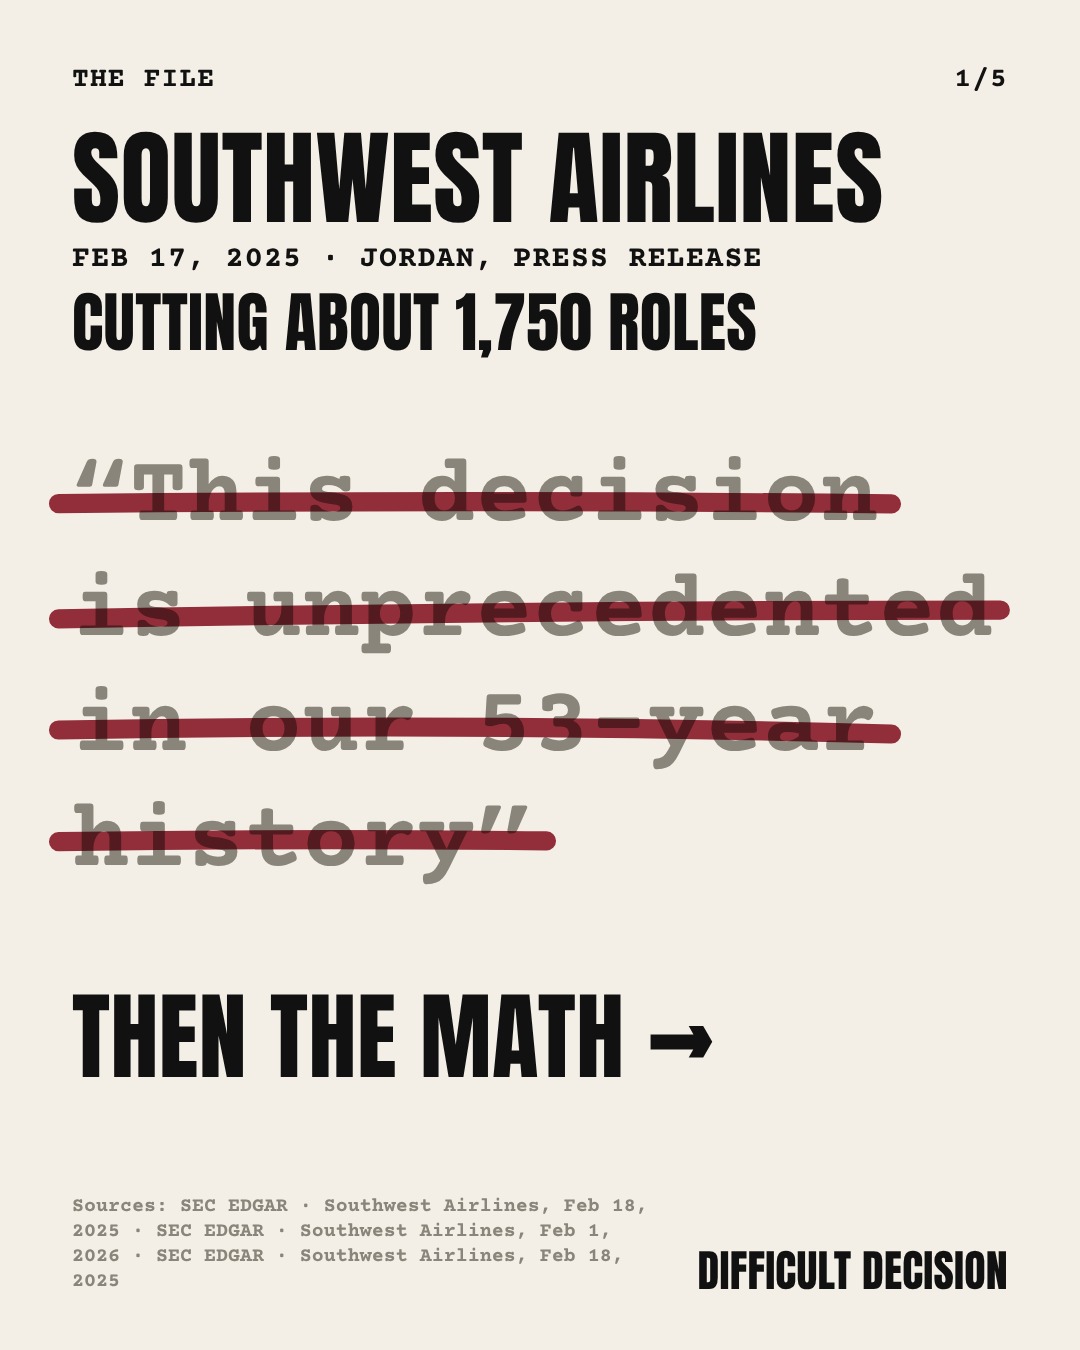 THE FILE
1/5
SOUTHWEST AIRLINES
FEB 17, 2025 · JORDAN, PRESS RELEASE
CUTTING ABOUT 1,750 ROLES
“This decision
is unprecedented
in our 53-year
history”
THEN THE MATH →
Sources: SEC EDGAR · Southwest Airlines, Feb 18,
2025 · SEC EDGAR · Southwest Airlines, Feb 1,
2026 · SEC EDGAR · Southwest Airlines, Feb 18,
2025
DIFFICULT DECISION